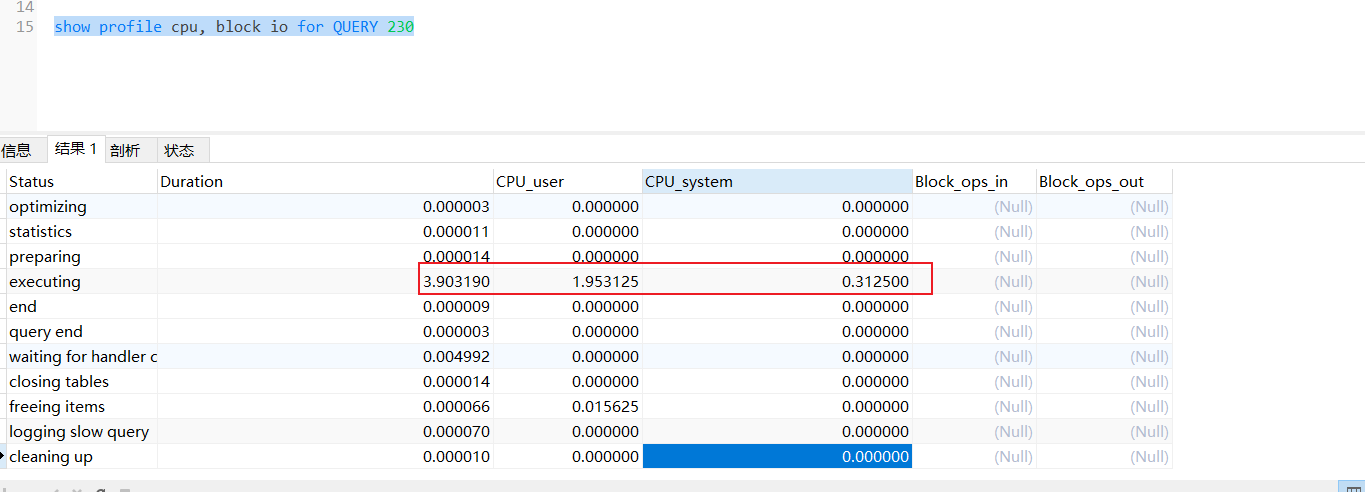 14
15 show profile cpu, block io for QUERY 230
信息 结果 1 剖析 状态
Status Duration CPU_user CPU_system Block_ops_in Block_ops_out
optimizing 0.000003 0.000000 0.000000 (Null) (Null)
statistics 0.000011 0.000000 0.000000 (Null) (Null)
preparing 0.000014 0.000000 0.000000 (Null) (Null)
executing 3.903190 1.953125 0.312500 (Null) (Null)
end 0.000009 0.000000 0.000000 (Null) (Null)
query end 0.000003 0.000000 0.000000 (Null) (Null)
waiting for handler c 0.004992 0.000000 0.000000 (Null) (Null)
closing tables 0.000014 0.000000 0.000000 (Null) (Null)
freeing items 0.000066 0.015625 0.000000 (Null) (Null)
logging slow query 0.000070 0.000000 0.000000 (Null) (Null)
cleaning up 0.000010 0.000000 0.000000 (Null) (Null)